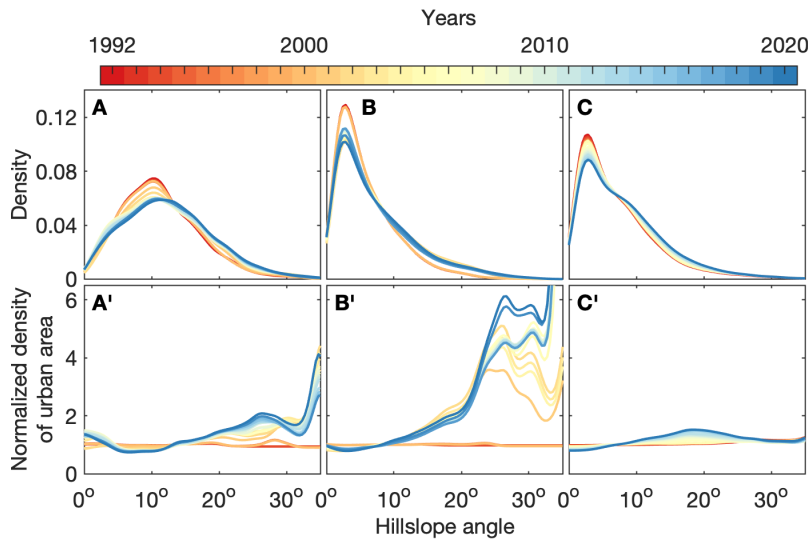 Years
1992 2000 2010 2020
A B C
Density
0.12
0.08
0.04
0
A' B' C'
Normalized density
of urban area
6
4
2
0
0° 10° 20° 30° 0° 10° 20° 30° 0° 10° 20° 30°
Hillslope angle